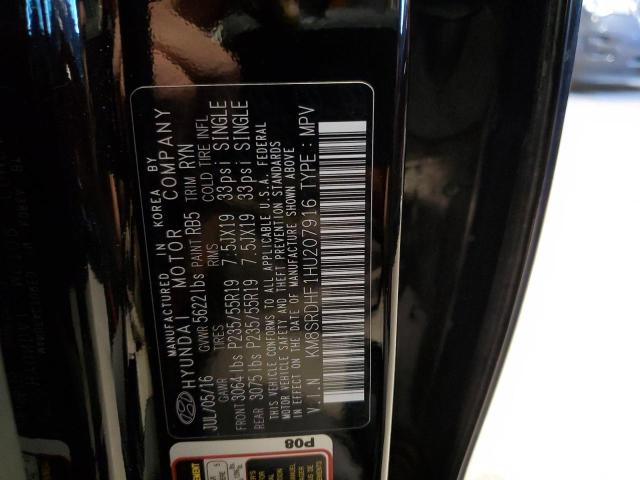 MANUFACTURED IN KOREA BY
HYUNDAI MOTOR COMPANY
JUL/05/16 GVWR 5622 lbs PAINT RB5 TRIM RYN
GAWR TIRES RIMS COLD TIRE INFL
FRONT 3064 lbs P235/55R19 7.5JX19 33psi SINGLE
REAR 3075 lbs P235/55R19 7.5JX19 33psi SINGLE
THIS VEHICLE CONFORMS TO ALL APPLICABLE U.S.A. FEDERAL
MOTOR VEHICLE SAFETY AND THEFT PREVENTION STANDARDS
IN EFFECT ON THE DATE OF MANUFACTURE SHOWN ABOVE
V.I.N KM8SRDHF1HU207916 TYPE: MPV
P08